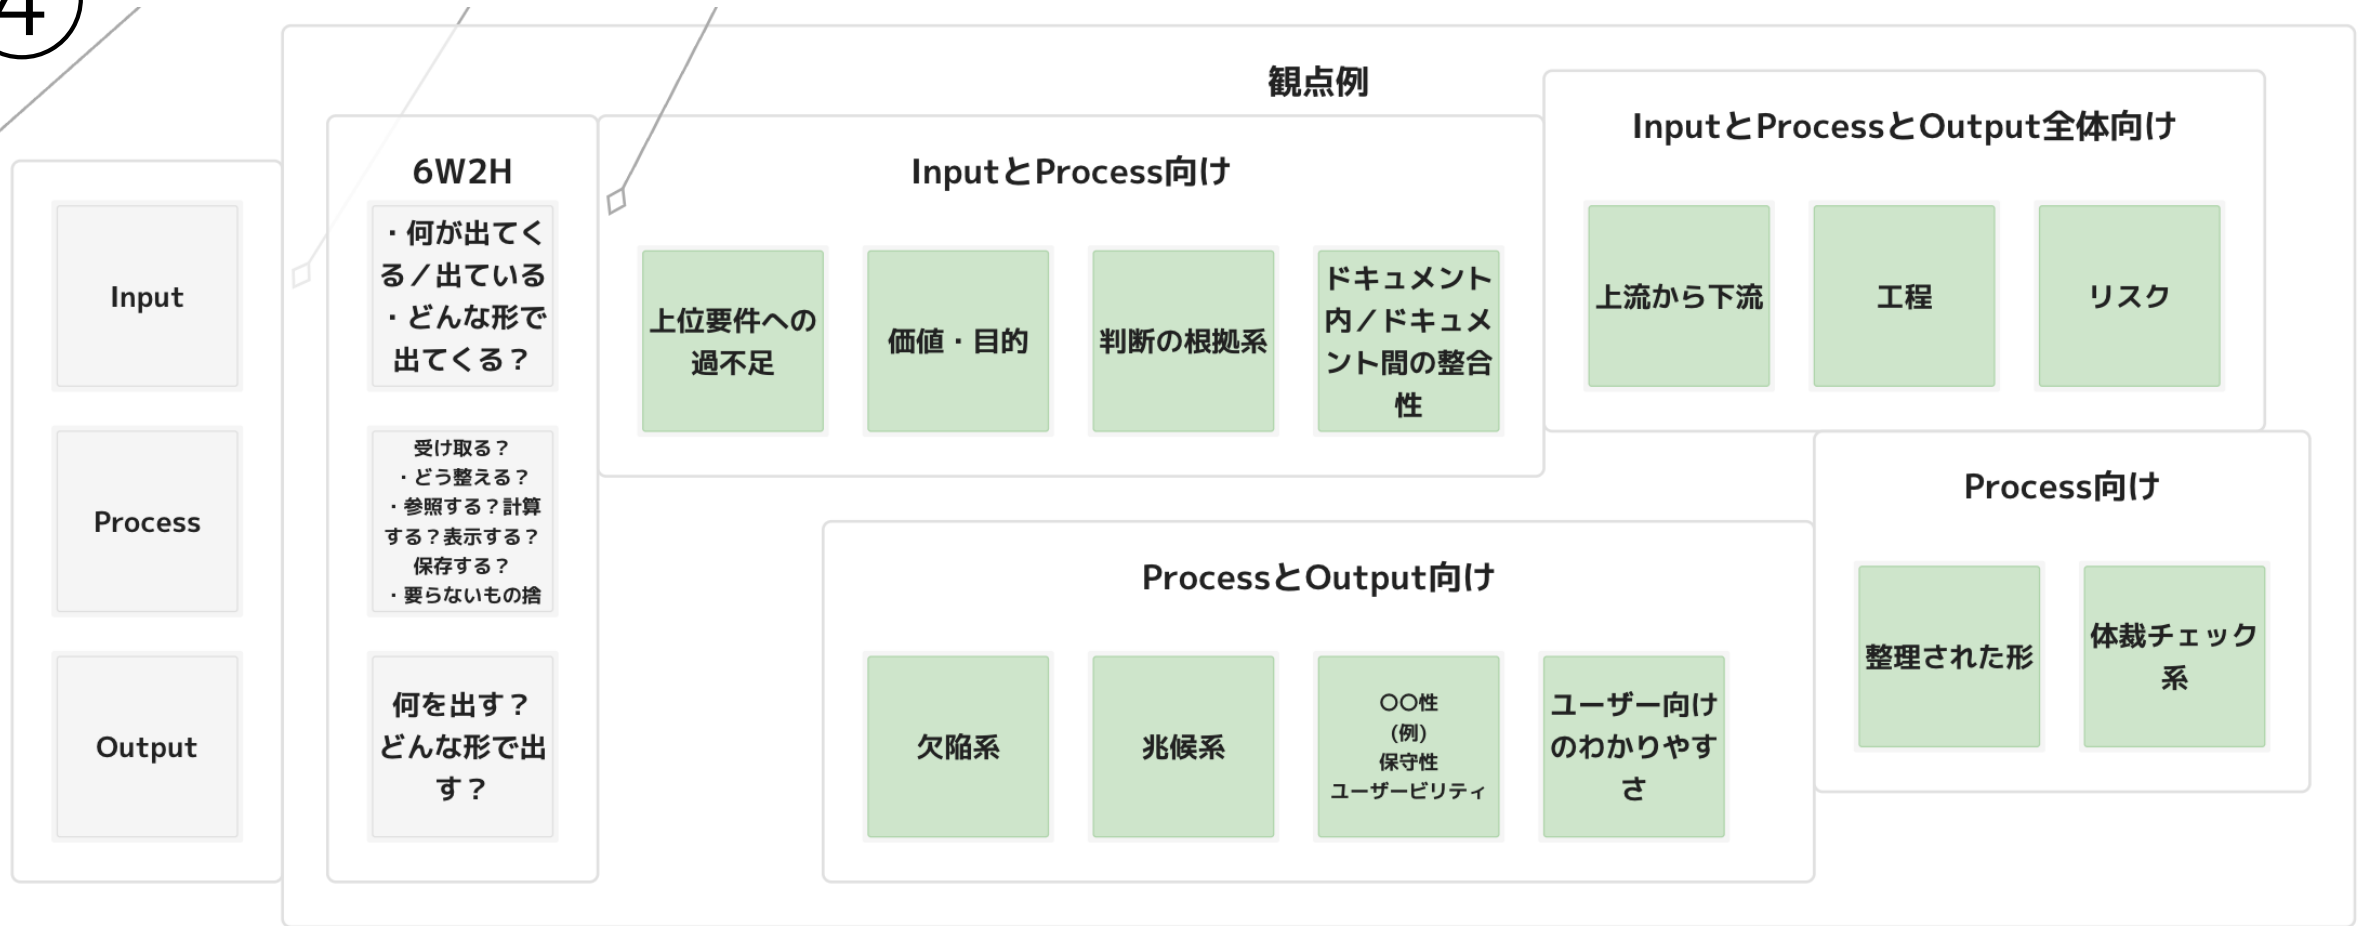 4
観点例
Input
Process
Output
6W2H
・何が出てく
る／出ている
・どんな形で
出てくる？
受け取る？
・どう整える？
・参照する？計算
する？表示する？
保存する？
・要らないもの捨
何を出す？
どんな形で出
す？
InputとProcess向け
上位要件への
過不足
価値・目的
判断の根拠系
ドキュメント
内／ドキュメ
ント間の整合
性
InputとProcessとOutput全体向け
上流から下流
工程
リスク
ProcessとOutput向け
欠陥系
兆候系
〇〇性
(例)
保守性
ユーザービリティ
ユーザー向け
のわかりやす
さ
Process向け
整理された形
体裁チェック
系